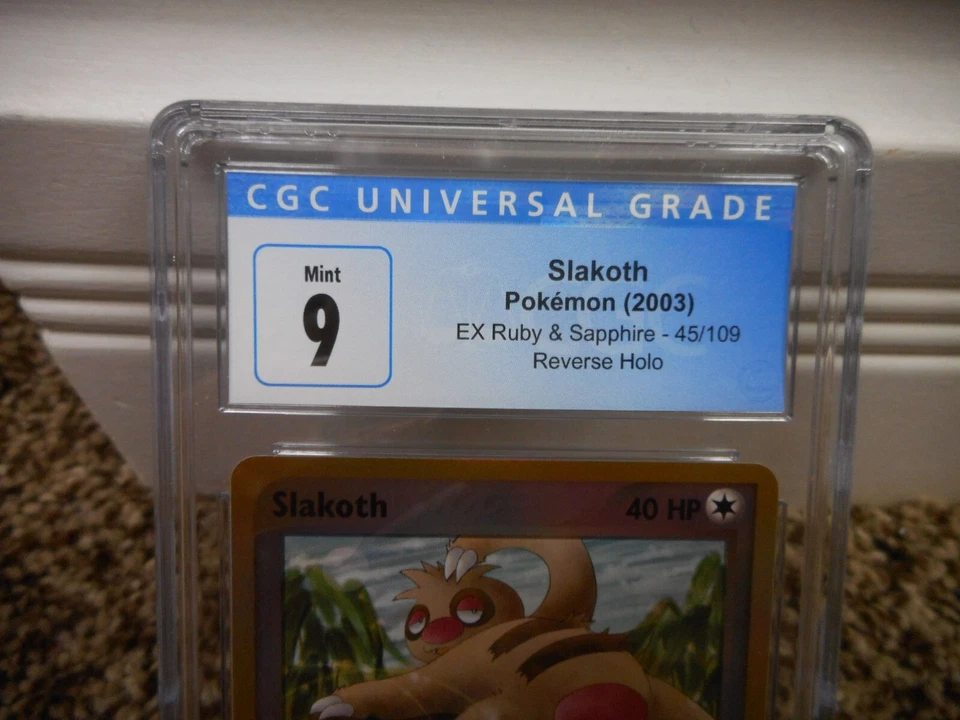 CGC UNIVERSAL GRADE
Mint
9
Slakoth
Pokémon (2003)
EX Ruby & Sapphire - 45/109
Reverse Holo
Slakoth
40 HP